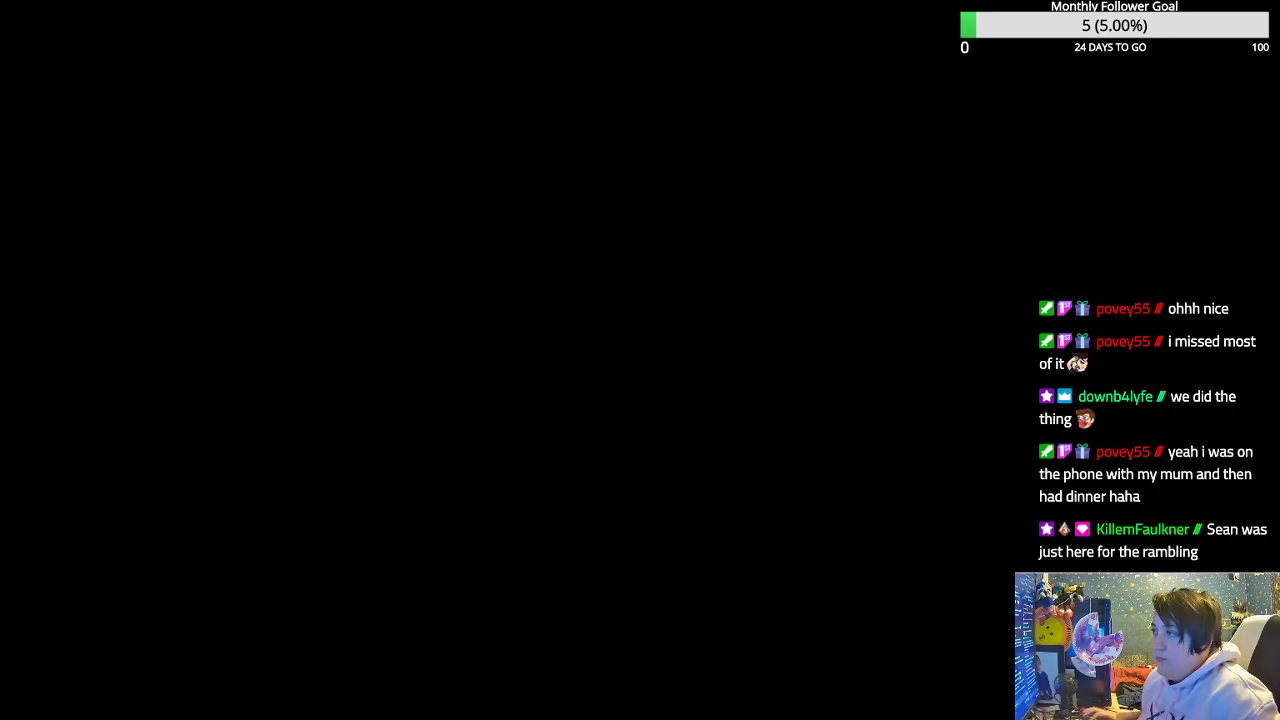 Monthly Follower Goal
5 (5.00%)
0 24 DAYS TO GO 100
povey55 // ohhh nice
povey55 // i missed most
of it
downb4lyfe // we did the
thing
povey55 // yeah i was on
the phone with my mum and then
had dinner haha
KillemFaulkner // Sean was
just here for the rambling